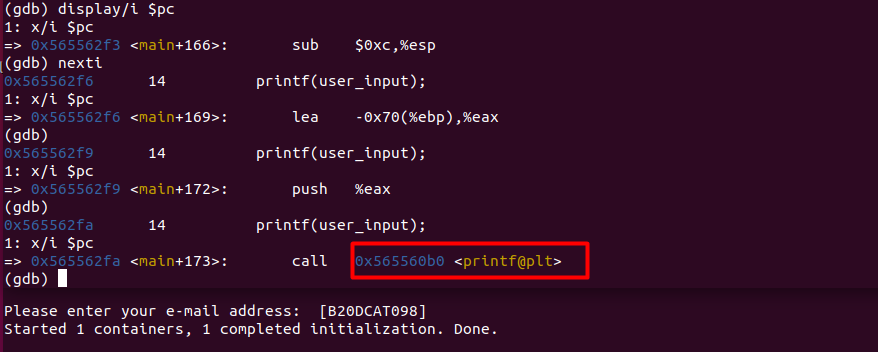 (gdb) display/i $pc
1: x/i $pc
=> 0x565562f3 <main+166>: sub $0xc,%esp
(gdb) nexti
0x565562f6 14 printf(user_input);
1: x/i $pc
=> 0x565562f6 <main+169>: lea -0x70(%ebp),%eax
(gdb)
0x565562f9 14 printf(user_input);
1: x/i $pc
=> 0x565562f9 <main+172>: push %eax
(gdb)
0x565562fa 14 printf(user_input);
1: x/i $pc
=> 0x565562fa <main+173>: call 0x565560b0 <printf@plt>
(gdb)
Please enter your e-mail address: [B20DCAT098]
Started 1 containers, 1 completed initialization. Done.